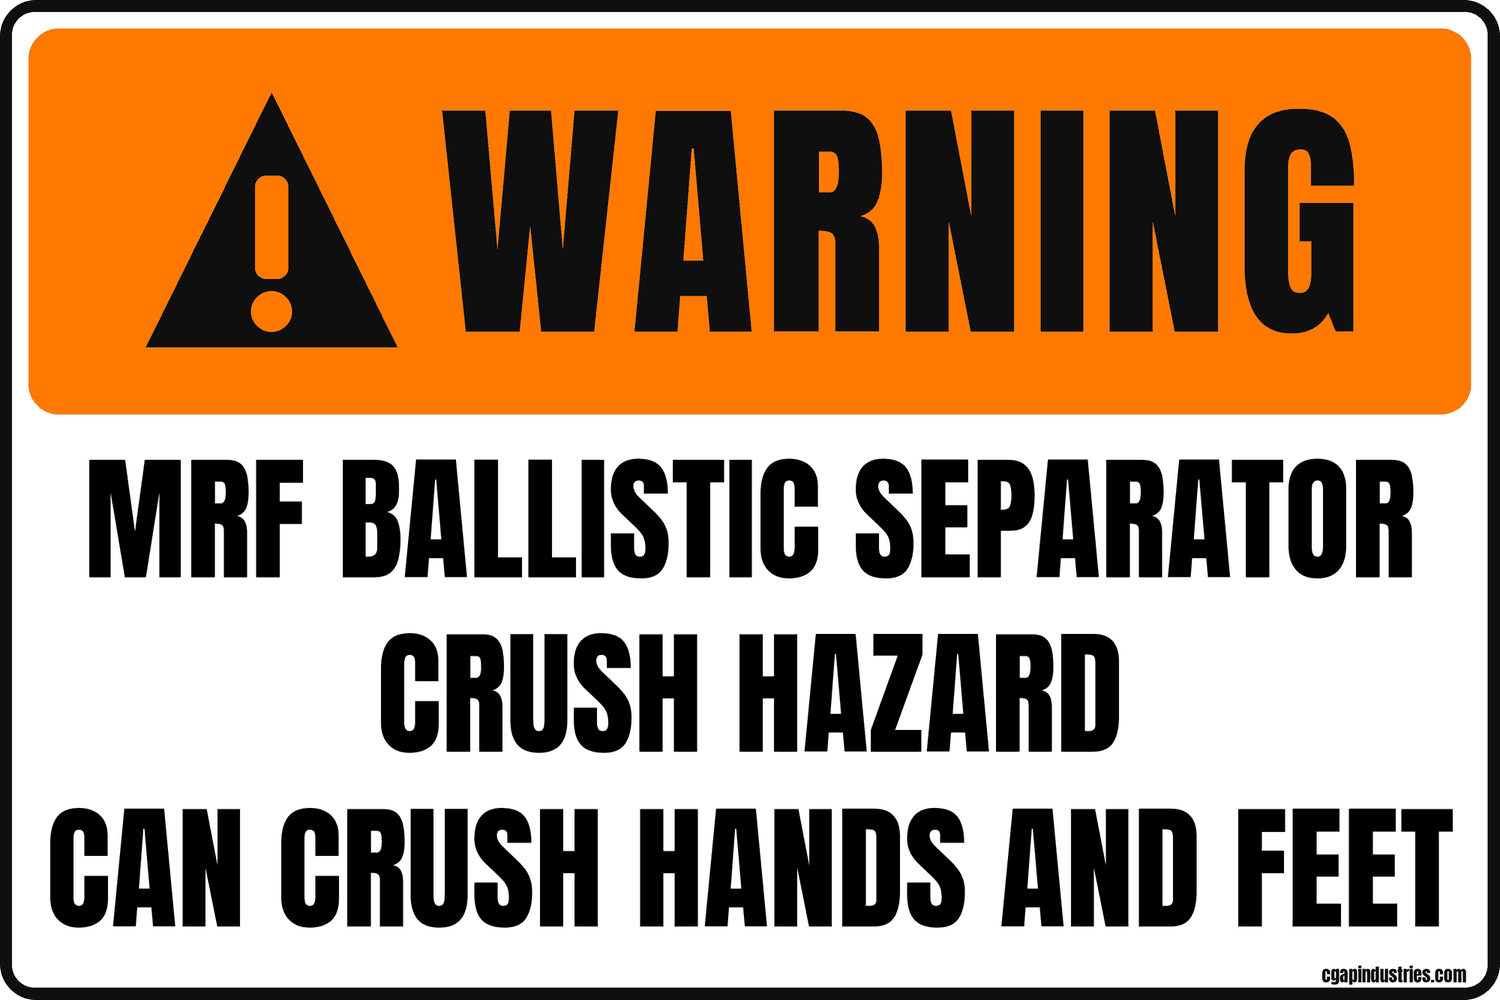 WARNING
MRF BALLISTIC SEPARATOR
CRUSH HAZARD
CAN CRUSH HANDS AND FEET
cgapindustries.com